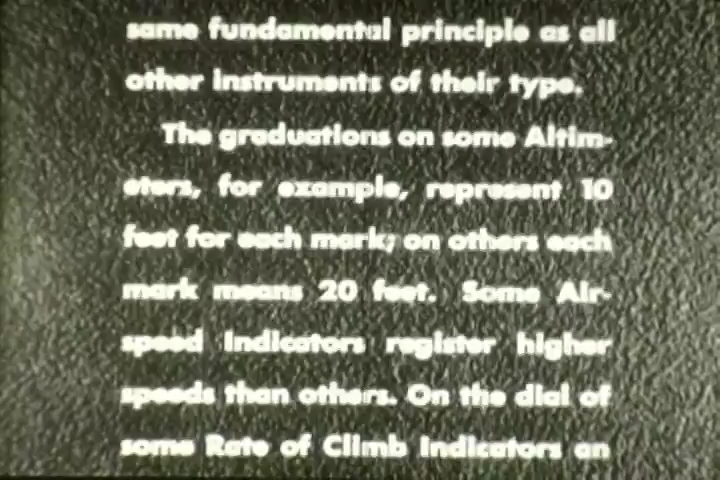 same fundamental principle as all
other instruments of their type.
The graduations on some Altim-
eters, for example, represent 10
feet for each mark; on others each
mark means 20 feet. Some Air-
speed Indicators register higher
speeds than others. On the dial of
some Rate of Climb Indicators an